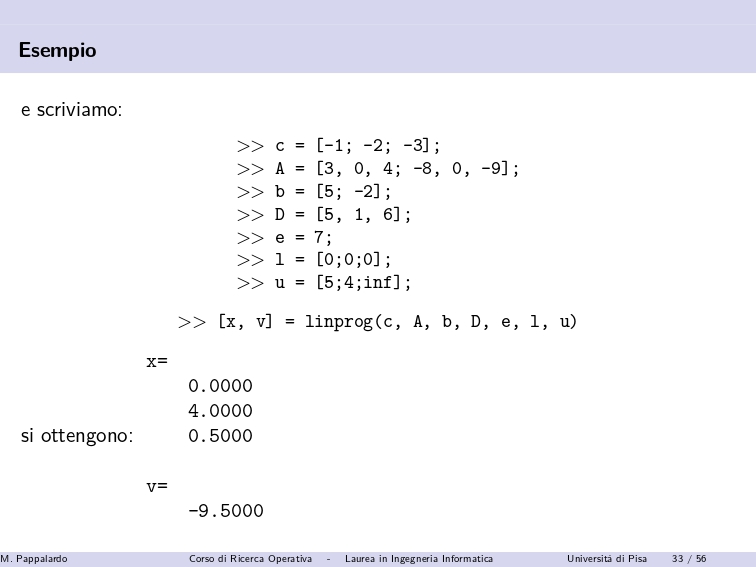 Esempio
e scriviamo:
>> c = [-1; -2; -3];
>> A = [3, 0, 4; -8, 0, -9];
>> b = [5; -2];
>> D = [5, 1, 6];
>> e = 7;
>> l = [0;0;0];
>> u = [5;4;inf];
>> [x, v] = linprog(c, A, b, D, e, l, u)
x=
0.0000
4.0000
si ottengono: 0.5000
v=
-9.5000
M. Pappalardo Corso di Ricerca Operativa - Laurea in Ingegneria Informatica Università di Pisa 33 / 56